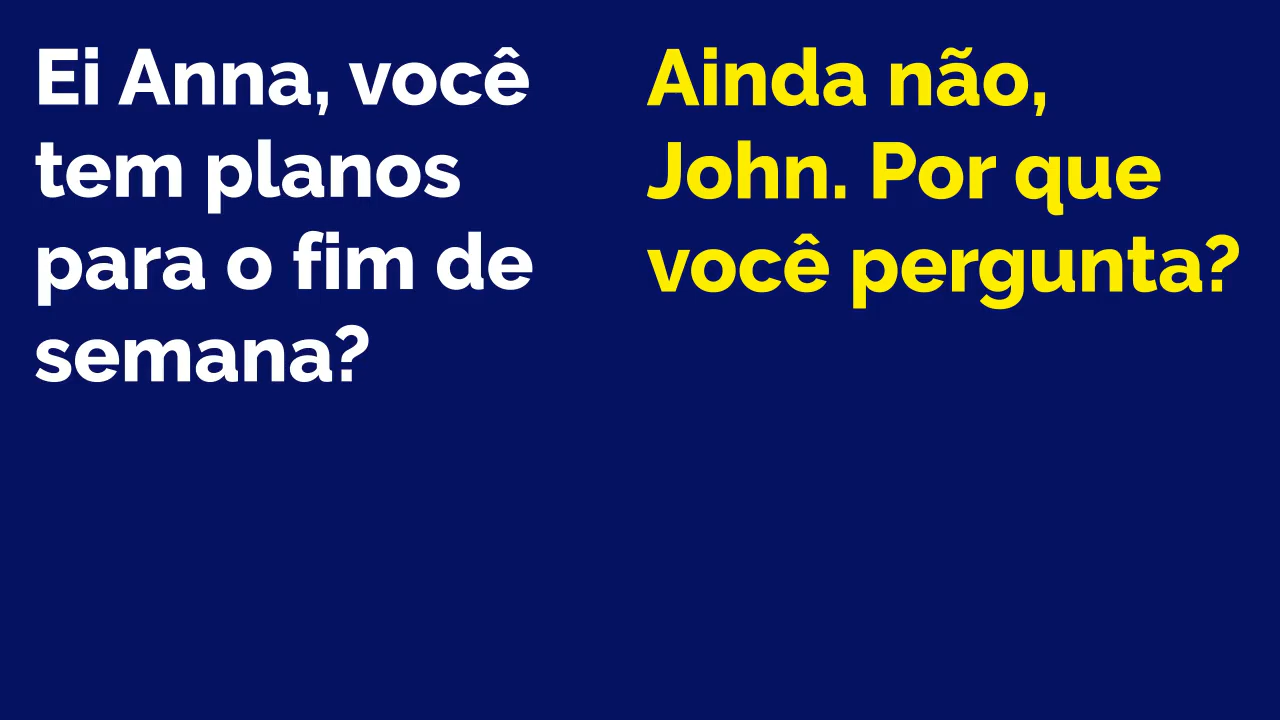 Ei Anna, você
tem planos
para o fim de
semana?
Ainda não,
John. Por que
você pergunta?